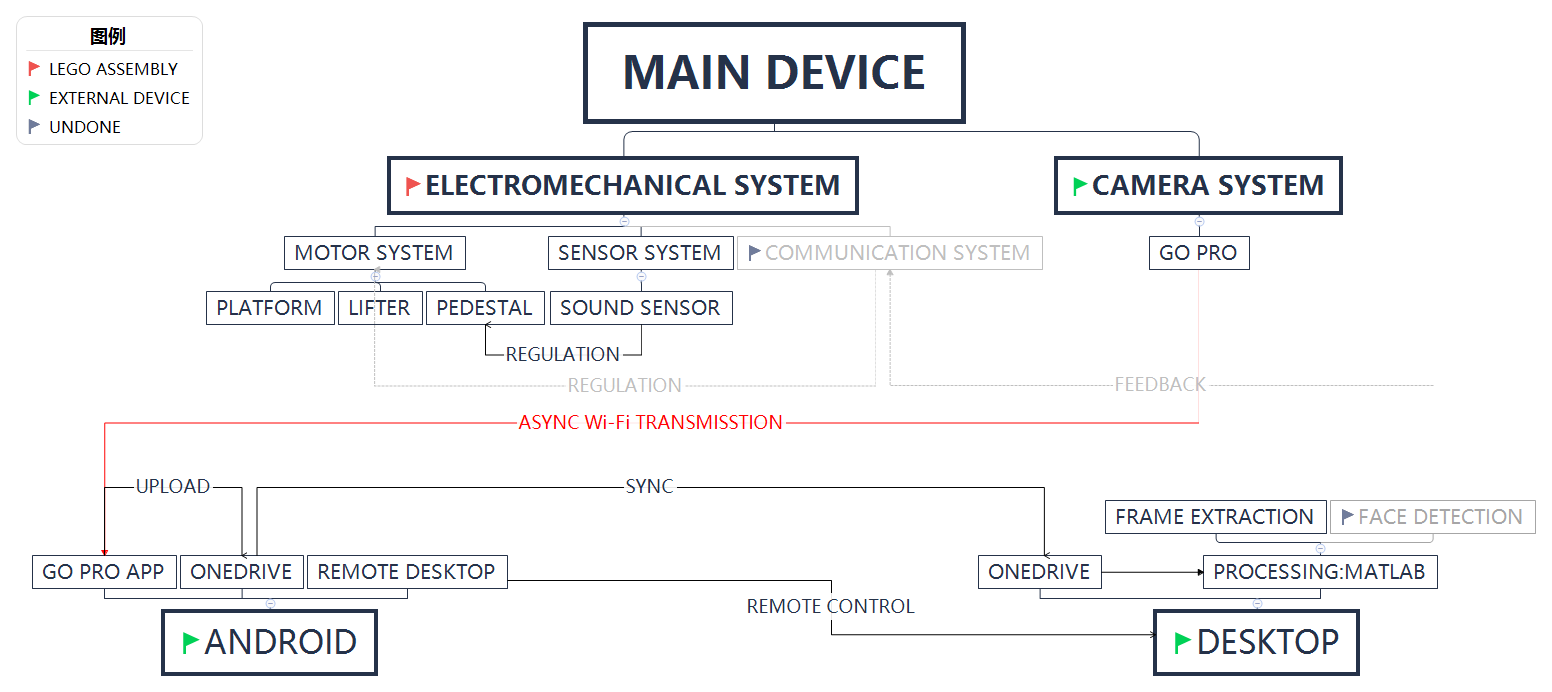 图例
LEGO ASSEMBLY
EXTERNAL DEVICE
UNDONE
MAIN DEVICE
ELECTROMECHANICAL SYSTEM
CAMERA SYSTEM
MOTOR SYSTEM
SENSOR SYSTEM
COMMUNICATION SYSTEM
GO PRO
PLATFORM
LIFTER
PEDESTAL
SOUND SENSOR
REGULATION
REGULATION
FEEDBACK
ASYNC Wi-Fi TRANSMISSTION
UPLOAD
SYNC
FRAME EXTRACTION
FACE DETECTION
GO PRO APP
ONEDRIVE
REMOTE DESKTOP
ONEDRIVE
PROCESSING:MATLAB
REMOTE CONTROL
ANDROID
DESKTOP